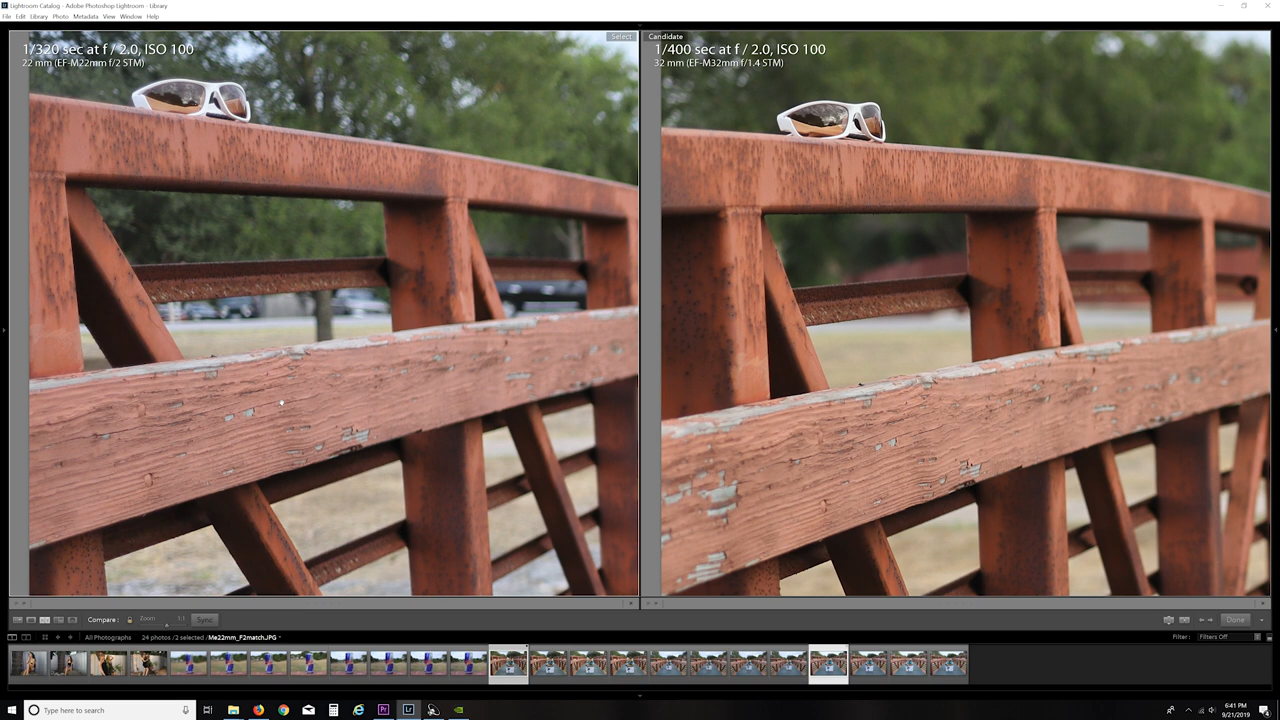 Lightroom Catalog - Adobe Photoshop Lightroom - Library
File Edit Library Photo Metadata View Window Help
Select
1/320 sec at f / 2.0, ISO 100
22 mm (EF-M22mm f/2 STM)
Candidate
1/400 sec at f / 2.0, ISO 100
32 mm (EF-M32mm f/1.4 STM)
Compare : Zoom 1:1 Sync Done
All Photographs 24 photos /2 selected /Me22mm_F2match.JPG
Filter : Filters Off
Type here to search
6:41 PM
9/21/2019